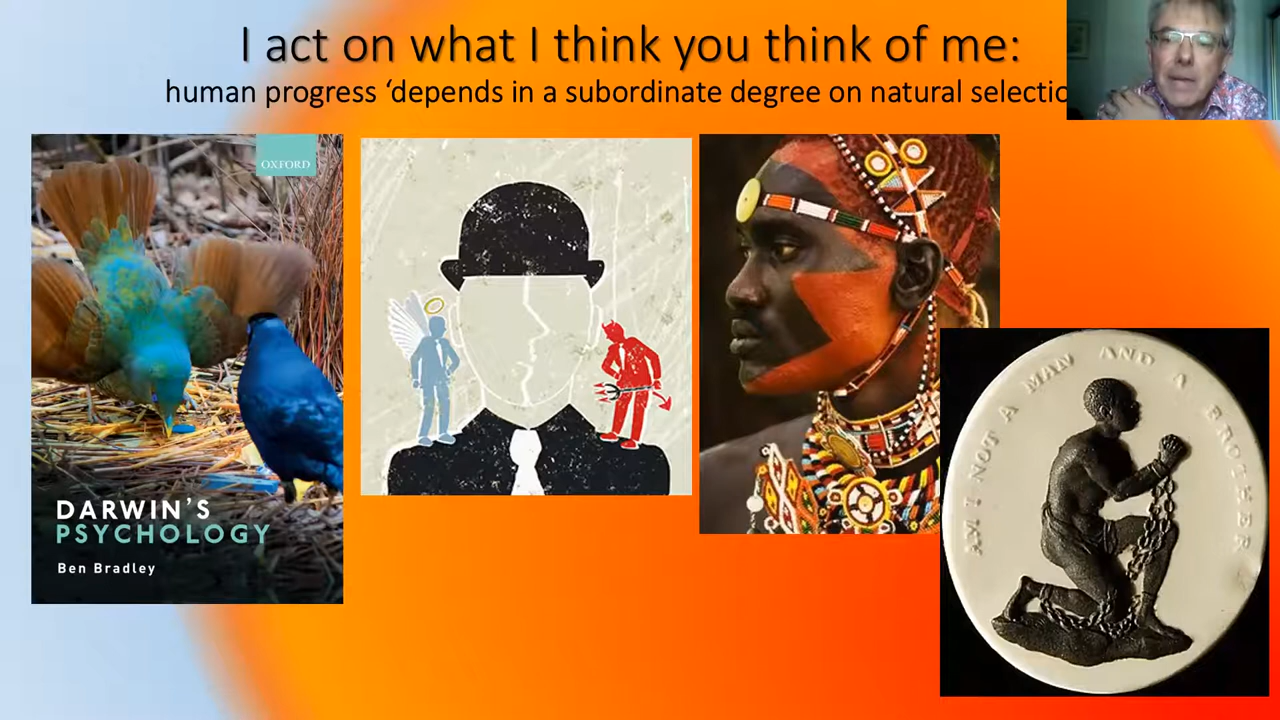 I act on what I think you think of me:
human progress ‘depends in a subordinate degree on natural selectio
OXFORD
DARWIN'S
PSYCHOLOGY
Ben Bradley
AM I NOT A MAN AND A BROTHER